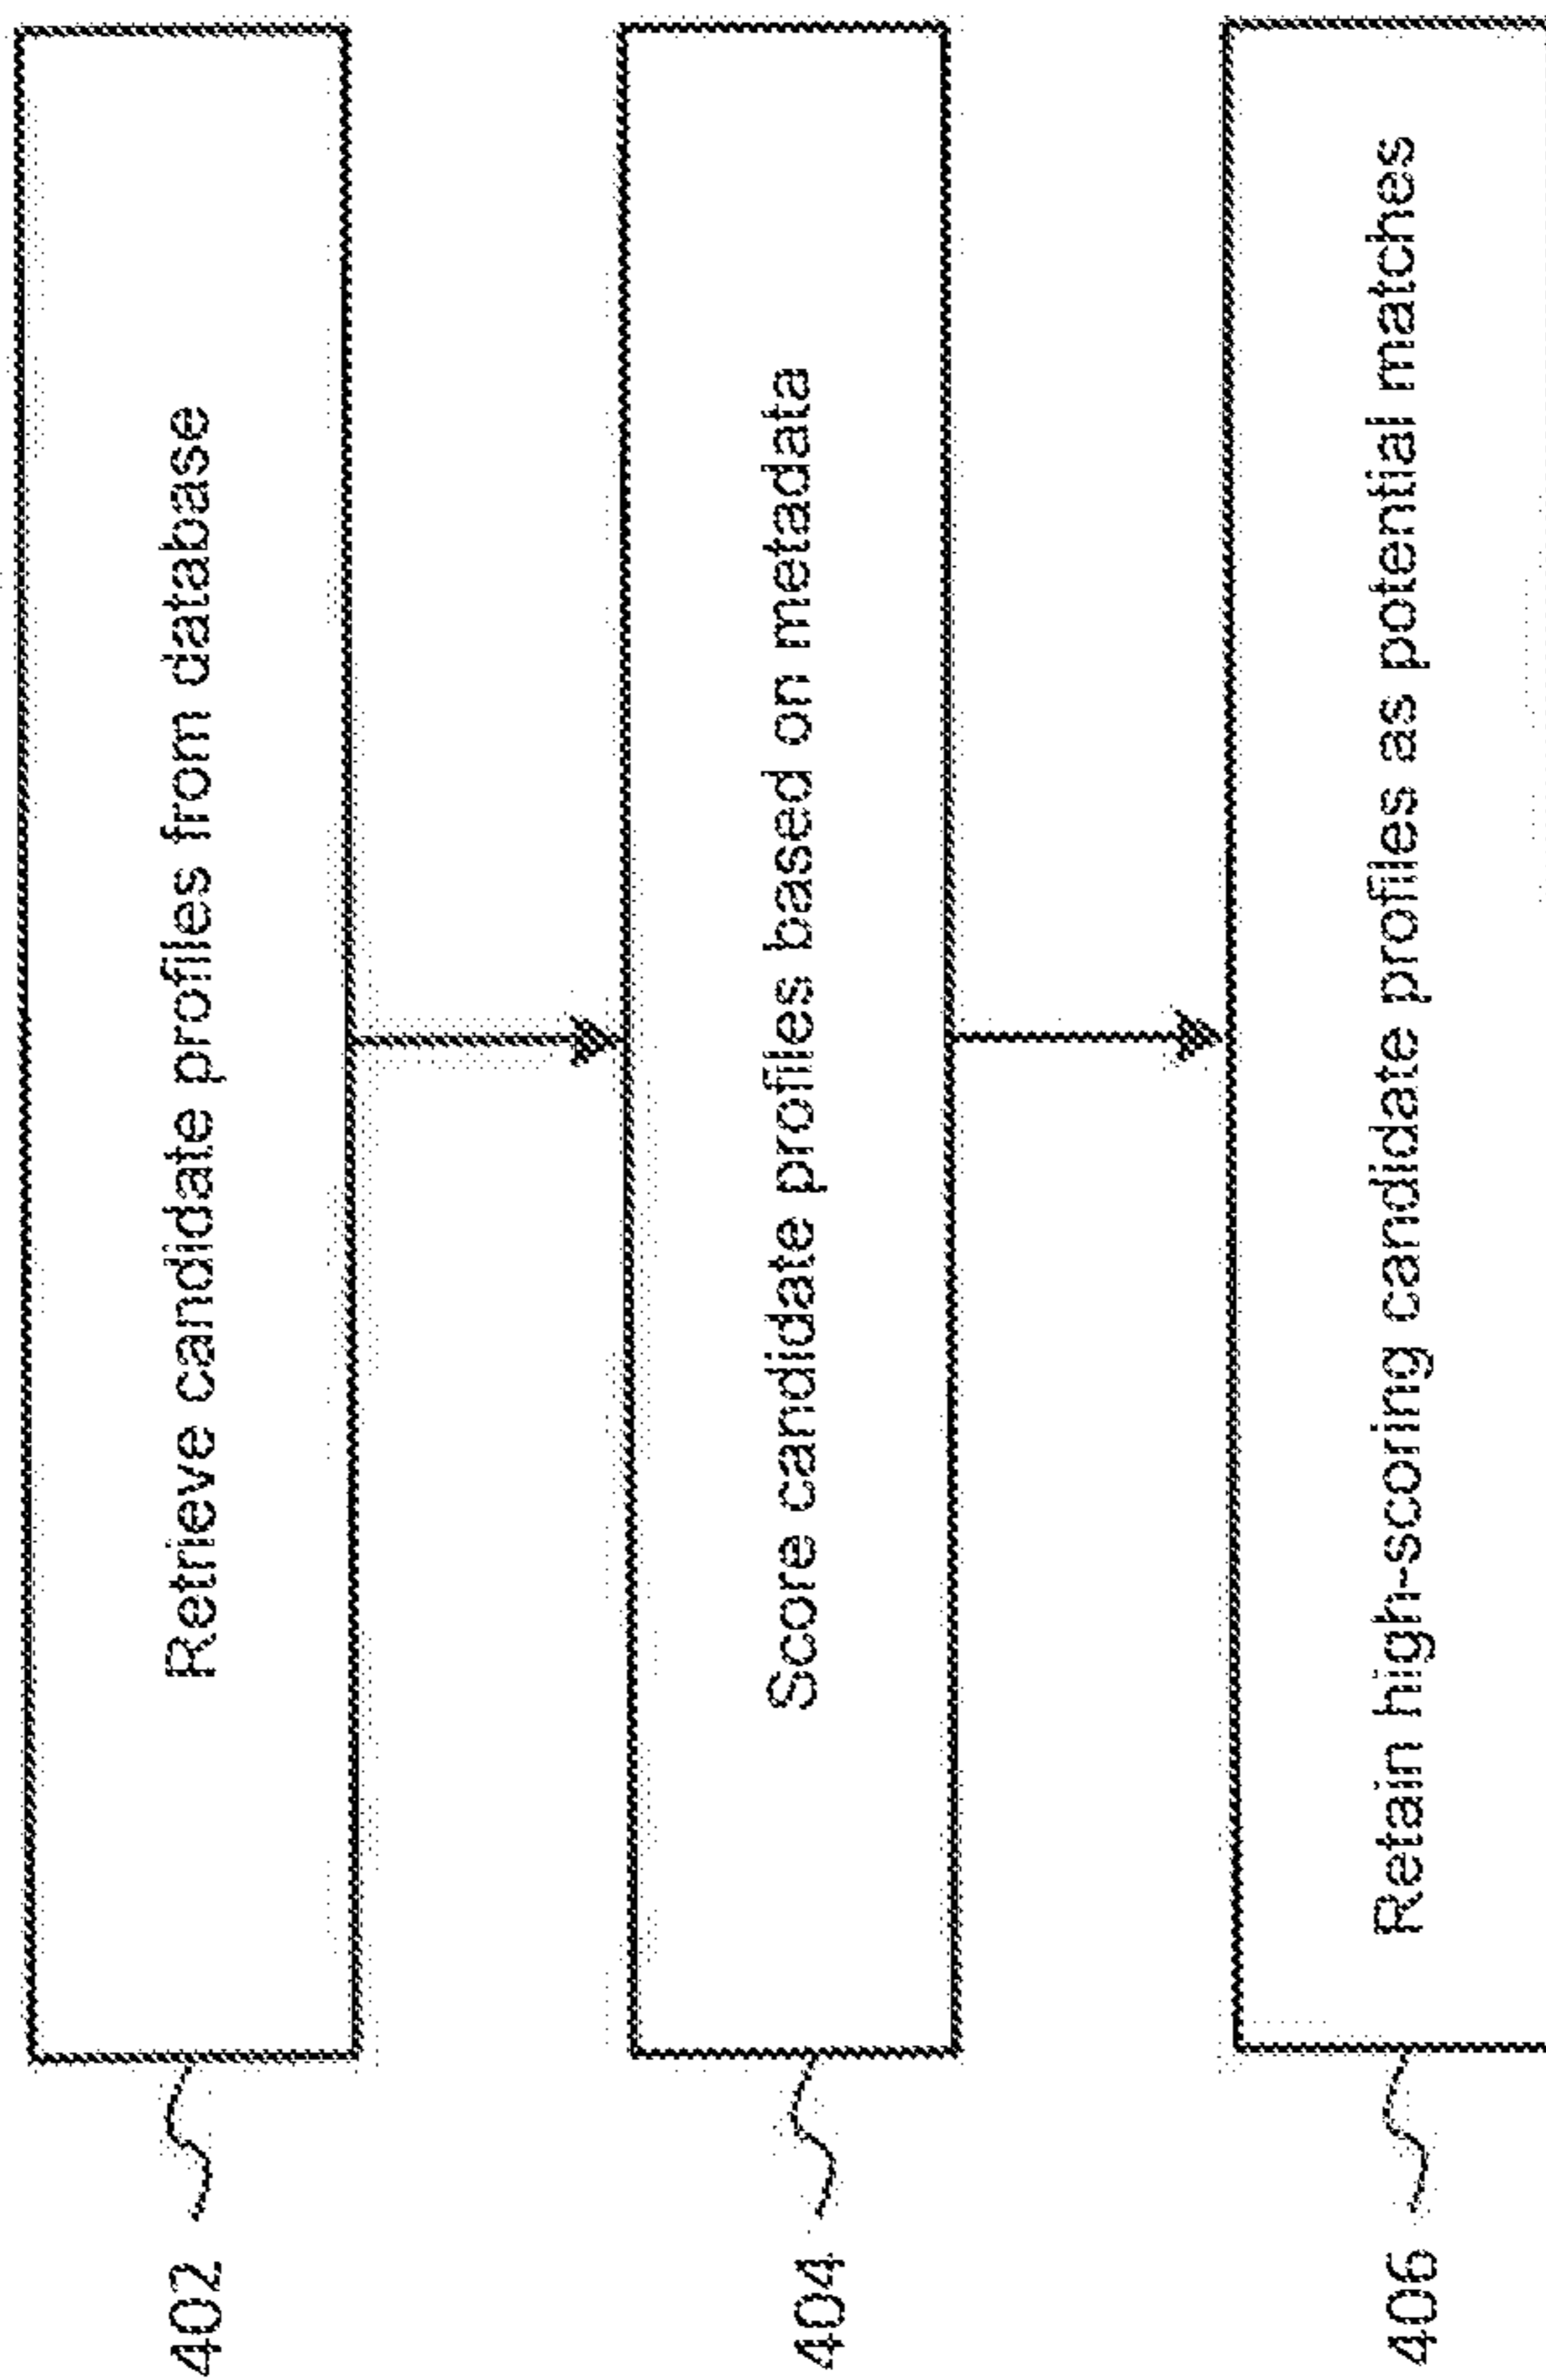 402
Retrieve candidate profiles from database
404
Score candidate profiles based on metadata
406
Retain high-scoring candidate profiles as potential matches